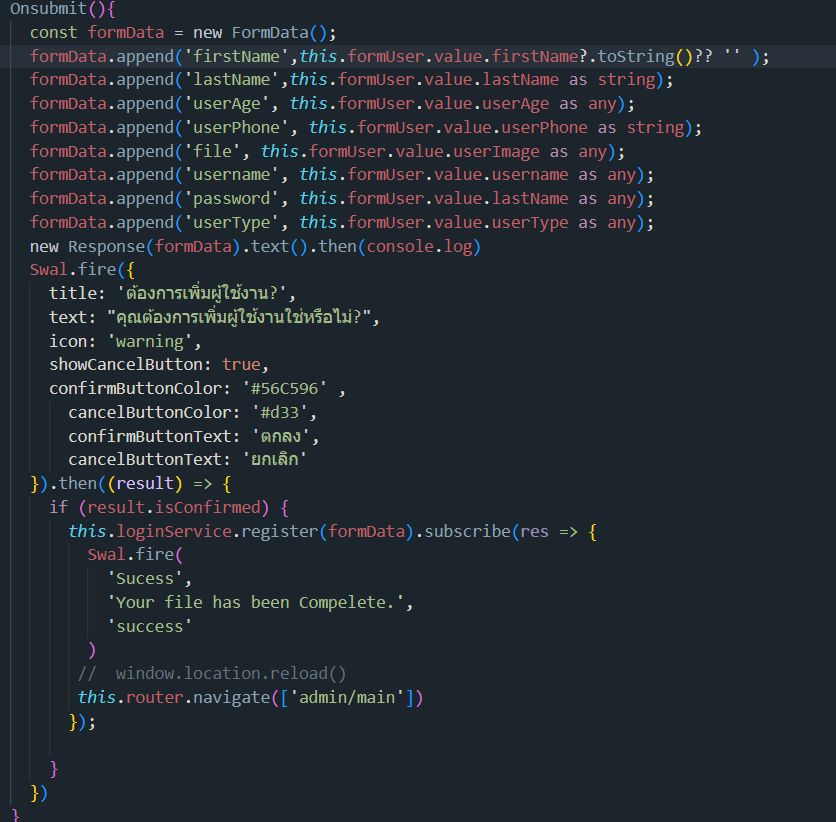 Onsubmit(){
const formData = new FormData();
formData.append('firstName',this.formUser.value.firstName?.toString()?? '' );
formData.append('lastName',this.formUser.value.lastName as string);
formData.append('userAge', this.formUser.value.userAge as any);
formData.append('userPhone', this.formUser.value.userPhone as string);
formData.append('file', this.formUser.value.userImage as any);
formData.append('username', this.formUser.value.username as any);
formData.append('password', this.formUser.value.lastName as any);
formData.append('userType', this.formUser.value.userType as any);
new Response(formData).text().then(console.log)
Swal.fire({
title: 'ต้องการเพิ่มผู้ใช้งาน?',
text: "คุณต้องการเพิ่มผู้ใช้งานใช่หรือไม่?",
icon: 'warning',
showCancelButton: true,
confirmButtonColor: '#56C596' ,
cancelButtonColor: '#d33',
confirmButtonText: 'ตกลง',
cancelButtonText: 'ยกเลิก'
}).then((result) => {
if (result.isConfirmed) {
this.loginService.register(formData).subscribe(res => {
Swal.fire(
'Sucess',
'Your file has been Compelete.',
'success'
)
//  window.location.reload()
this.router.navigate(['admin/main'])
});
}
})
}